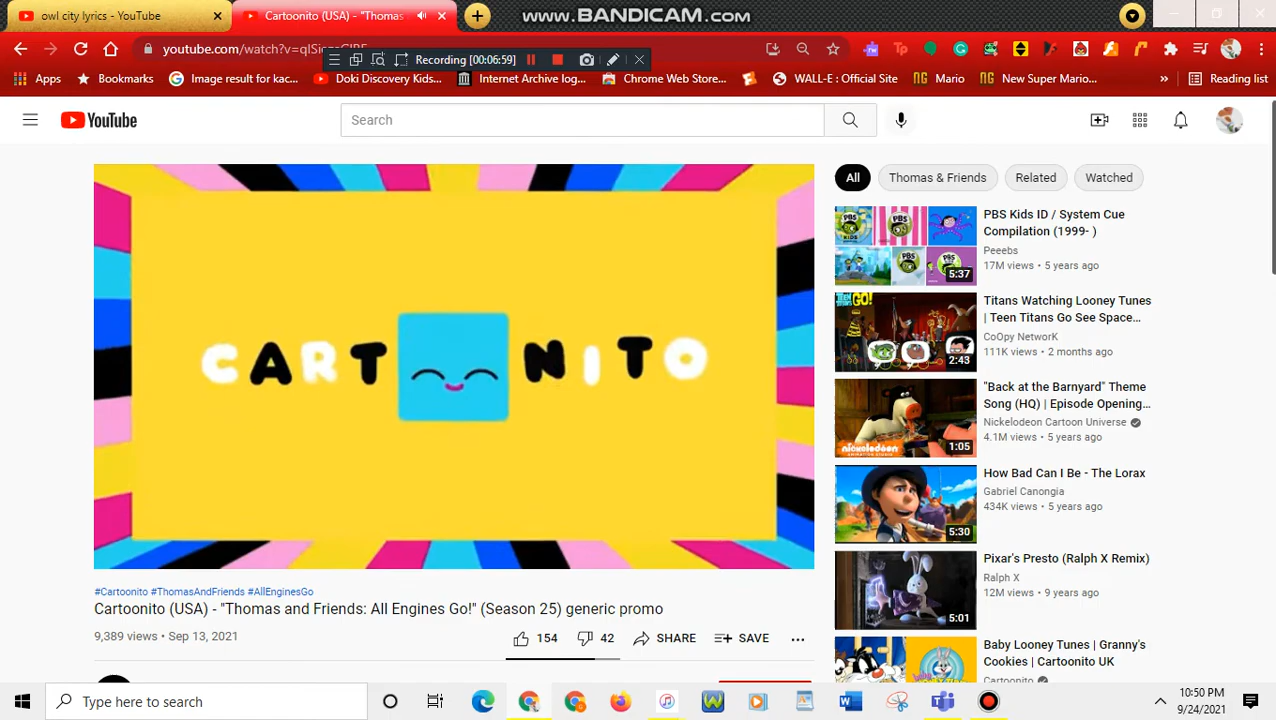 owl city lyrics - YouTube
Cartoonito (USA) - "Thomas
www.BANDICAM.com
Recording [00:06:59]
Apps
Bookmarks
Image result for kac...
Doki Discovery Kids...
Internet Archive log...
Chrome Web Store...
WALL-E : Official Site
NG Mario
NG New Super Mario...
»
Reading list
YouTube
Search
All
Thomas & Friends
Related
Watched
CARTONITO
PBS Kids ID / System Cue
Compilation (1999- )
Peeebs
17M views • 5 years ago
5:37
Titans Watching Looney Tunes
| Teen Titans Go See Space...
CoOpy NetworK
111K views • 2 months ago
2:43
"Back at the Barnyard" Theme
Song (HQ) | Episode Opening...
Nickelodeon Cartoon Universe
4.1M views • 5 years ago
1:05
How Bad Can I Be - The Lorax
Gabriel Canongia
434K views • 5 years ago
5:30
Pixar's Presto (Ralph X Remix)
Ralph X
12M views • 9 years ago
5:01
Baby Looney Tunes | Granny's
Cookies | Cartoonito UK
Cartoonito
#Cartoonito #ThomasAndFriends #AllEnginesGo
Cartoonito (USA) - "Thomas and Friends: All Engines Go!" (Season 25) generic promo
9,389 views • Sep 13, 2021
154
42
SHARE
SAVE
Type here to search
10:50 PM
9/24/2021